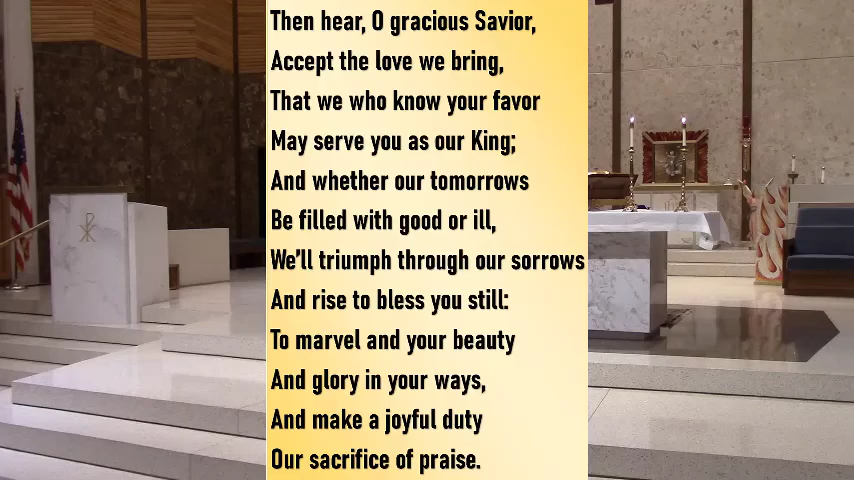 Then hear, O gracious Savior,
Accept the love we bring,
That we who know your favor
May serve you as our King;
And whether our tomorrows
Be filled with good or ill,
We'll triumph through our sorrows
And rise to bless you still:
To marvel and your beauty
And glory in your ways,
And make a joyful duty
Our sacrifice of praise.